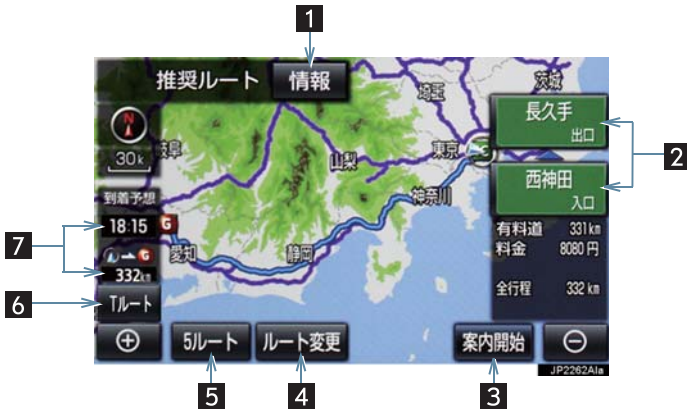 1
推奨ルート 情報
茨城
埼玉
長久手
出口
N
30k
岐阜
山梨
東京
2
西神田
入口
到着予想
18:15
神奈川
有料道 331km
料金 8080円
7
G
G
愛知
静岡
332km
全行程 332km
6
Tルート
5ルート
ルート変更
案内開始
JP2262AIa
5
4
3